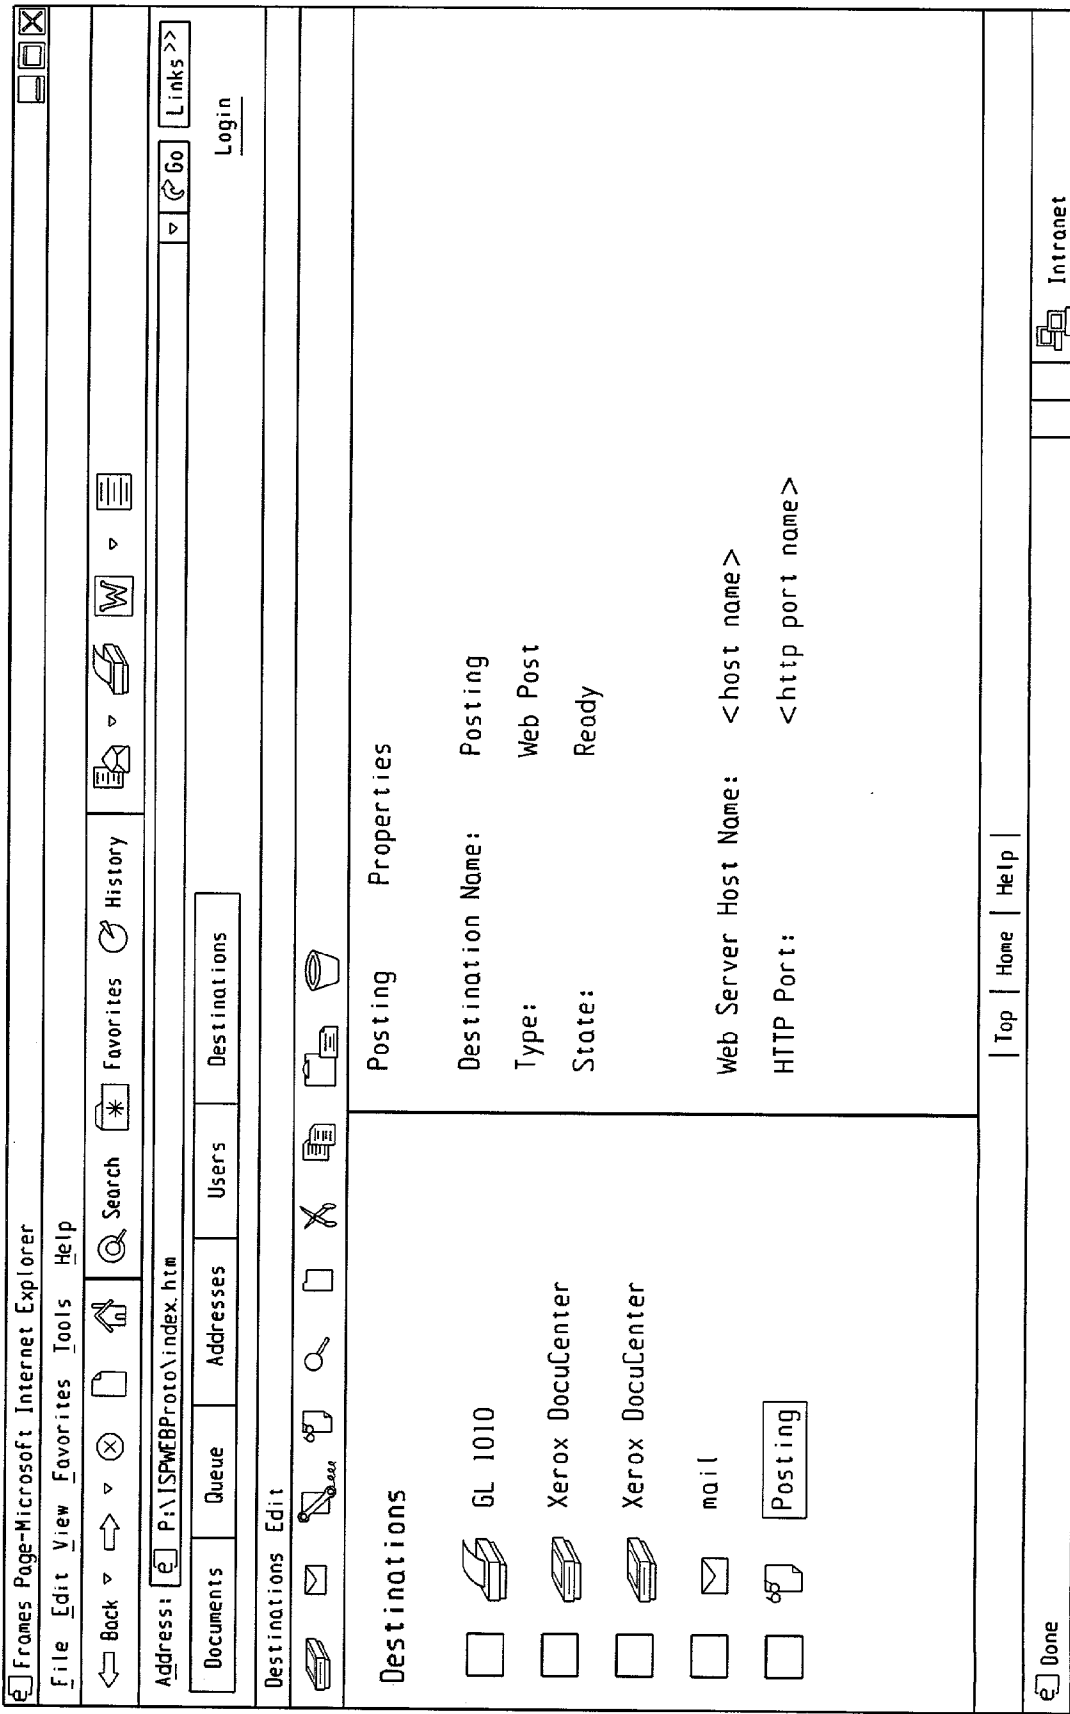 Frames Page-Microsoft Internet Explorer
File Edit View Favorites Tools Help
Back Search Favorites History
Address: P:\ISPWEBProto\index.htm Go Links >>
Documents Queue Addresses Users Destinations
Login
Destinations Edit
Destinations
GL 1010
Xerox DocuCenter
Xerox DocuCenter
mail
Posting
Posting Properties
Destination Name: Posting
Type: Web Post
State: Ready
Web Server Host Name: <host name>
HTTP Port: <http port name>
| Top | Home | Help |
Done Intranet